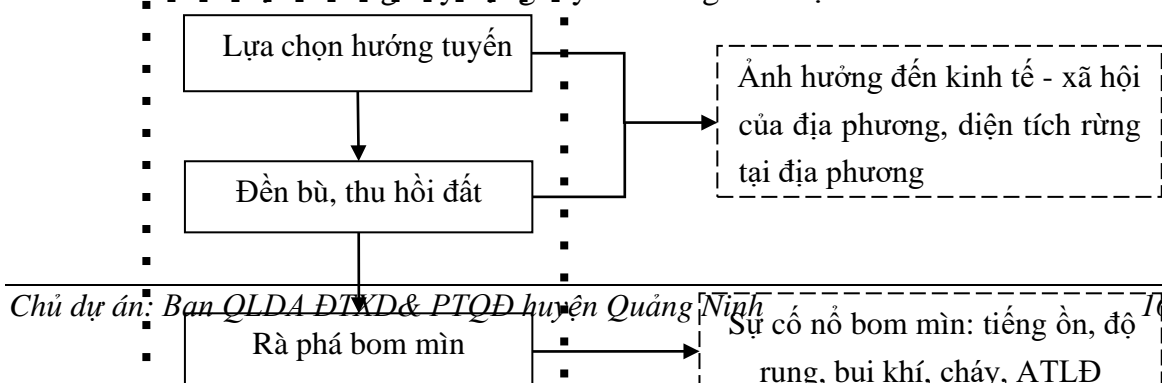 Lựa chọn hướng tuyến
Ảnh hưởng đến kinh tế - xã hội
của địa phương, diện tích rừng
tại địa phương
Đền bù, thu hồi đất
Chủ dự án: Ban QLDA ĐTXD& PTQĐ huyện Quảng Ninh
Rà phá bom mìn
Sự cố nổ bom mìn: tiếng ồn, độ
rung, bụi khí, cháy, ATLĐ